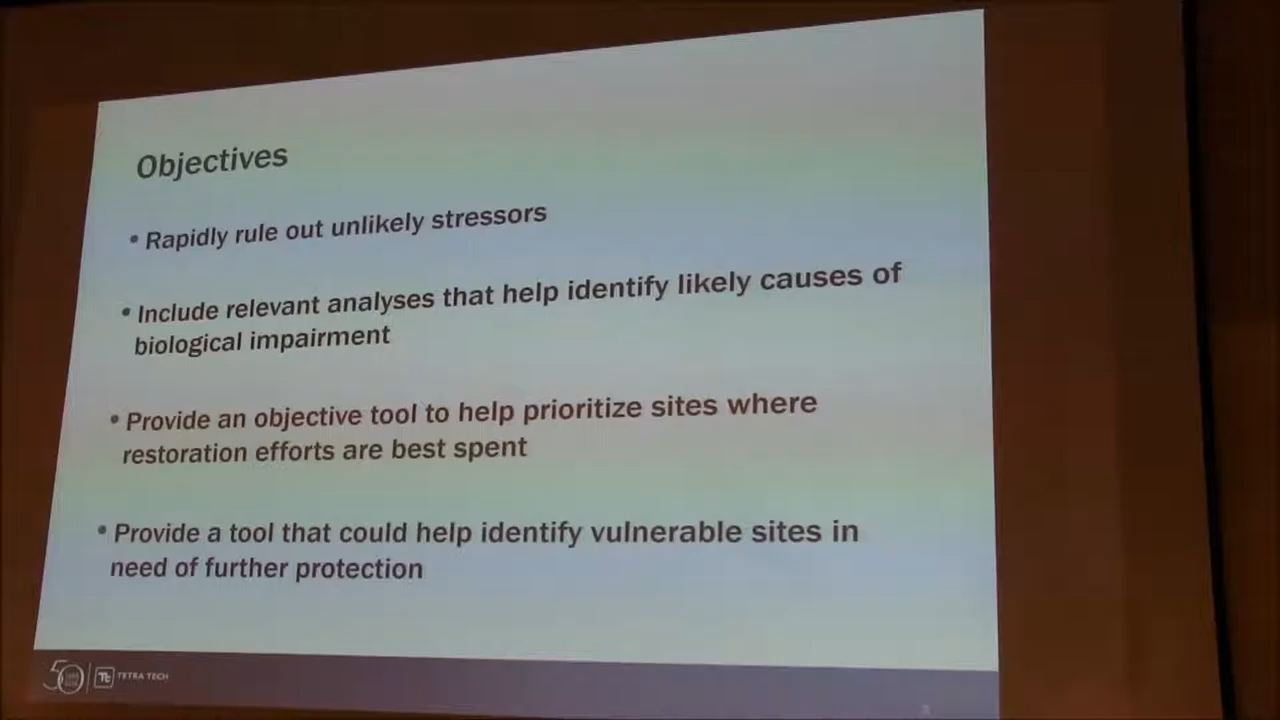 Objectives
• Rapidly rule out unlikely stressors
• Include relevant analyses that help identify likely causes of
biological impairment
• Provide an objective tool to help prioritize sites where
restoration efforts are best spent
• Provide a tool that could help identify vulnerable sites in
need of further protection
50 Tt TETRA TECH